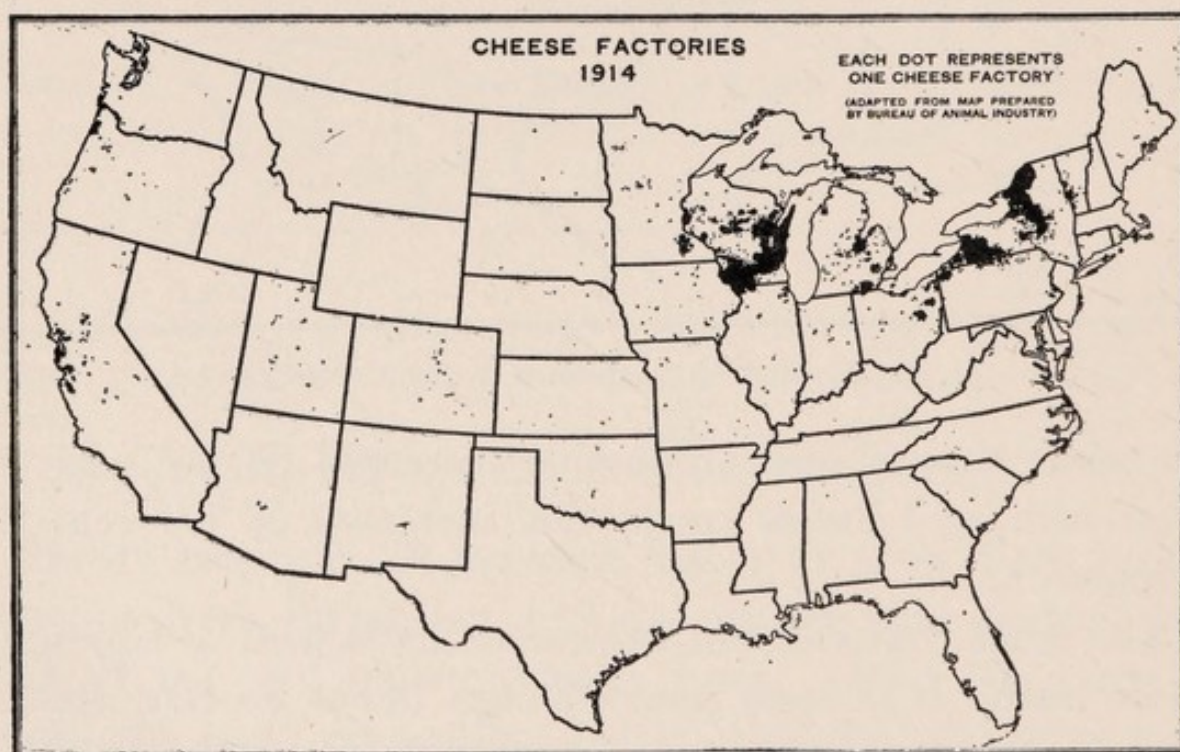 CHEESE FACTORIES
1914
EACH DOT REPRESENTS
ONE CHEESE FACTORY
(ADAPTED FROM MAP PREPARED
BY BUREAU OF ANIMAL INDUSTRY)